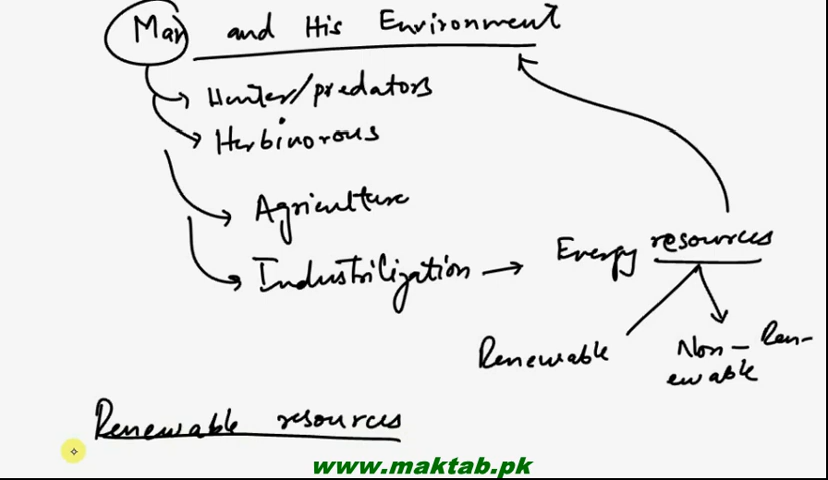 Man and His Environment
Hunter/predators
Herbivorous
Agriculture
Industrilization → Energy resources
Renewable
Non-Ren-
ewable
Renewable resources
www.maktab.pk